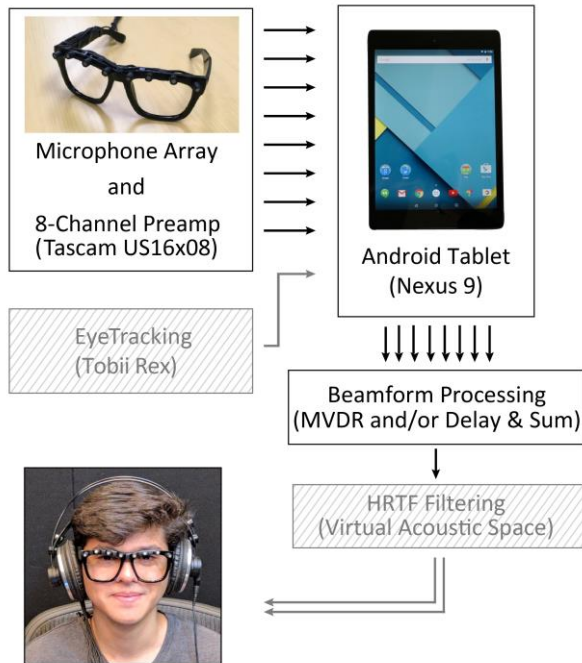 Microphone Array
and
8-Channel Preamp
(Tascam US16x08)
Android Tablet
(Nexus 9)
EyeTracking
(Tobii Rex)
Beamform Processing
(MVDR and/or Delay & Sum)
HRTF Filtering
(Virtual Acoustic Space)